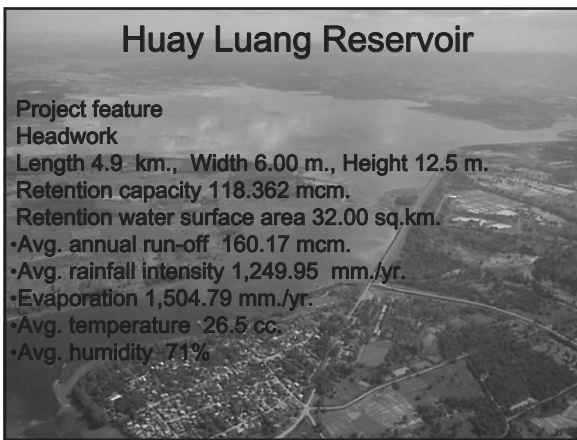 Huay Luang Reservoir
Project feature
Headwork
Length 4.9 km., Width 6.00 m., Height 12.5 m.
Retention capacity 118.362 mcm.
Retention water surface area 32.00 sq.km.
•Avg. annual run-off 160.17 mcm.
•Avg. rainfall intensity 1,249.95 mm./yr.
•Evaporation 1,504.79 mm./yr.
•Avg. temperature 26.5 cc.
•Avg. humidity 71%